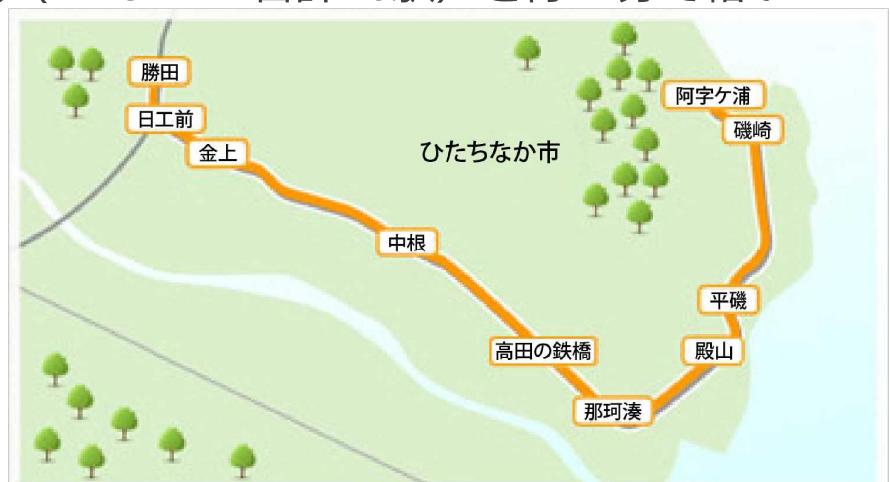 勝田
日工前
金上
ひたちなか市
阿字ケ浦
磯崎
中根
平磯
高田の鉄橋
殿山
那珂湊